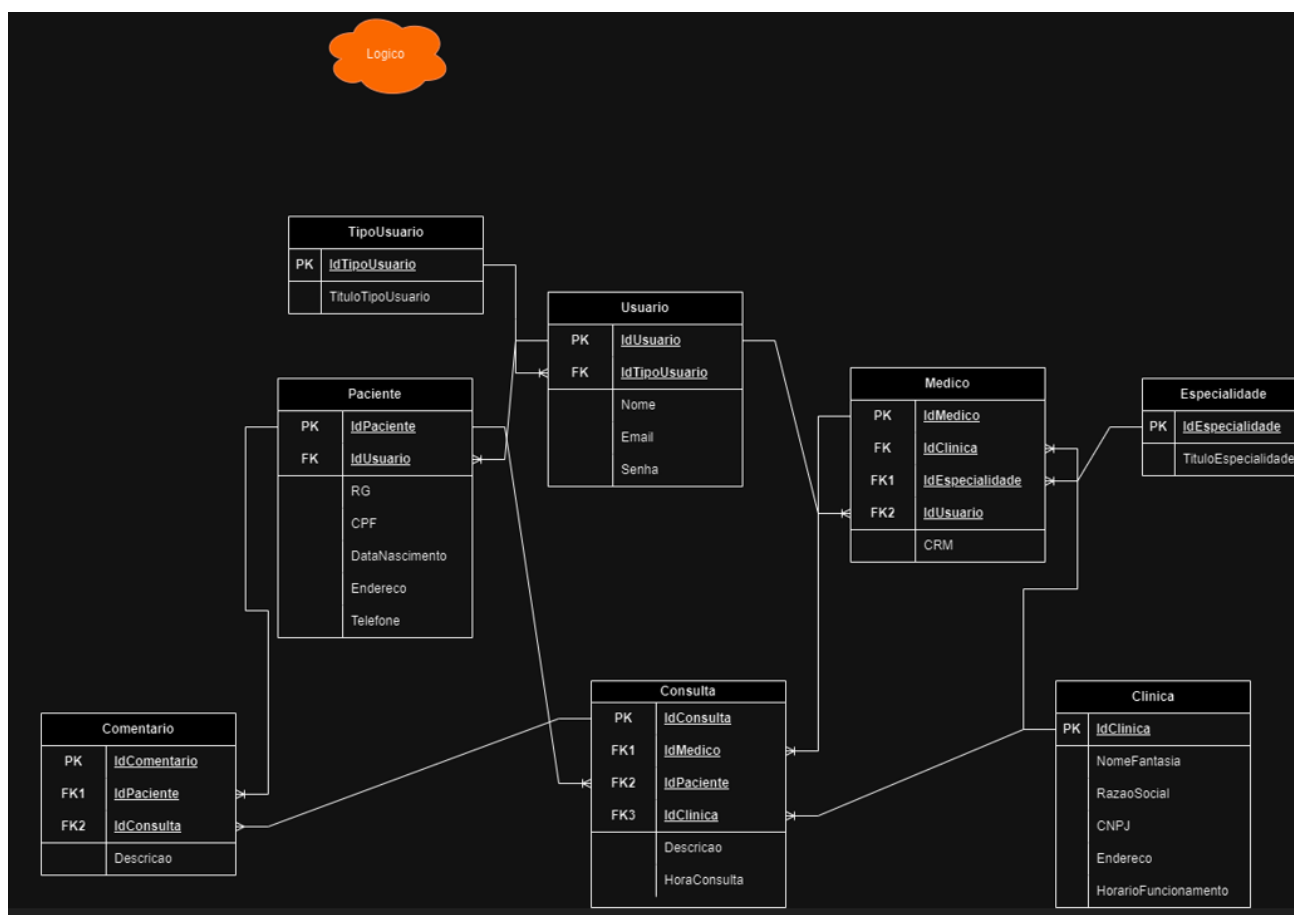 Logico
TipoUsuario
PK IdTipoUsuario
TituloTipoUsuario
Usuario
PK IdUsuario
FK IdTipoUsuario
Nome
Email
Senha
Paciente
PK IdPaciente
FK IdUsuario
RG
CPF
DataNascimento
Endereco
Telefone
Medico
PK IdMedico
FK IdClinica
FK1 IdEspecialidade
FK2 IdUsuario
CRM
Especialidade
PK IdEspecialidade
TituloEspecialidade
Comentario
PK IdComentario
FK1 IdPaciente
FK2 IdConsulta
Descricao
Consulta
PK IdConsulta
FK1 IdMedico
FK2 IdPaciente
FK3 IdClinica
Descricao
HoraConsulta
Clinica
PK IdClinica
NomeFantasia
RazaoSocial
CNPJ
Endereco
HorarioFuncionamento